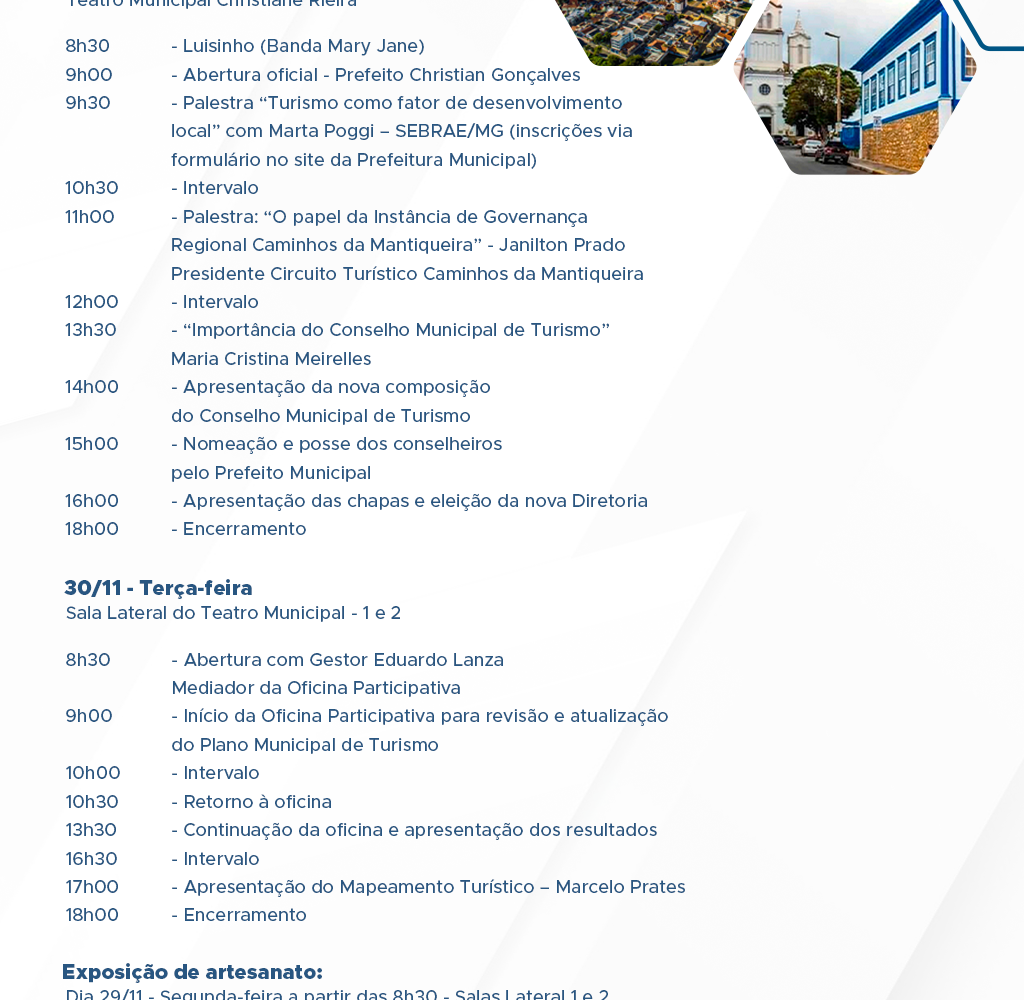 Teatro Municipal Christiane Riera
8h30 - Luisinho (Banda Mary Jane)
9h00 - Abertura oficial - Prefeito Christian Gonçalves
9h30 - Palestra “Turismo como fator de desenvolvimento
local” com Marta Poggi – SEBRAE/MG (inscrições via
formulário no site da Prefeitura Municipal)
10h30 - Intervalo
11h00 - Palestra: “O papel da Instância de Governança
Regional Caminhos da Mantiqueira” - Janilton Prado
Presidente Circuito Turístico Caminhos da Mantiqueira
12h00 - Intervalo
13h30 - “Importância do Conselho Municipal de Turismo”
Maria Cristina Meirelles
14h00 - Apresentação da nova composição
do Conselho Municipal de Turismo
15h00 - Nomeação e posse dos conselheiros
pelo Prefeito Municipal
16h00 - Apresentação das chapas e eleição da nova Diretoria
18h00 - Encerramento
30/11 - Terça-feira
Sala Lateral do Teatro Municipal - 1 e 2
8h30 - Abertura com Gestor Eduardo Lanza
Mediador da Oficina Participativa
9h00 - Início da Oficina Participativa para revisão e atualização
do Plano Municipal de Turismo
10h00 - Intervalo
10h30 - Retorno à oficina
13h30 - Continuação da oficina e apresentação dos resultados
16h30 - Intervalo
17h00 - Apresentação do Mapeamento Turístico – Marcelo Prates
18h00 - Encerramento
Exposição de artesanato:
Dia 29/11 - Segunda-feira a partir das 8h30 - Salas Lateral 1 e 2